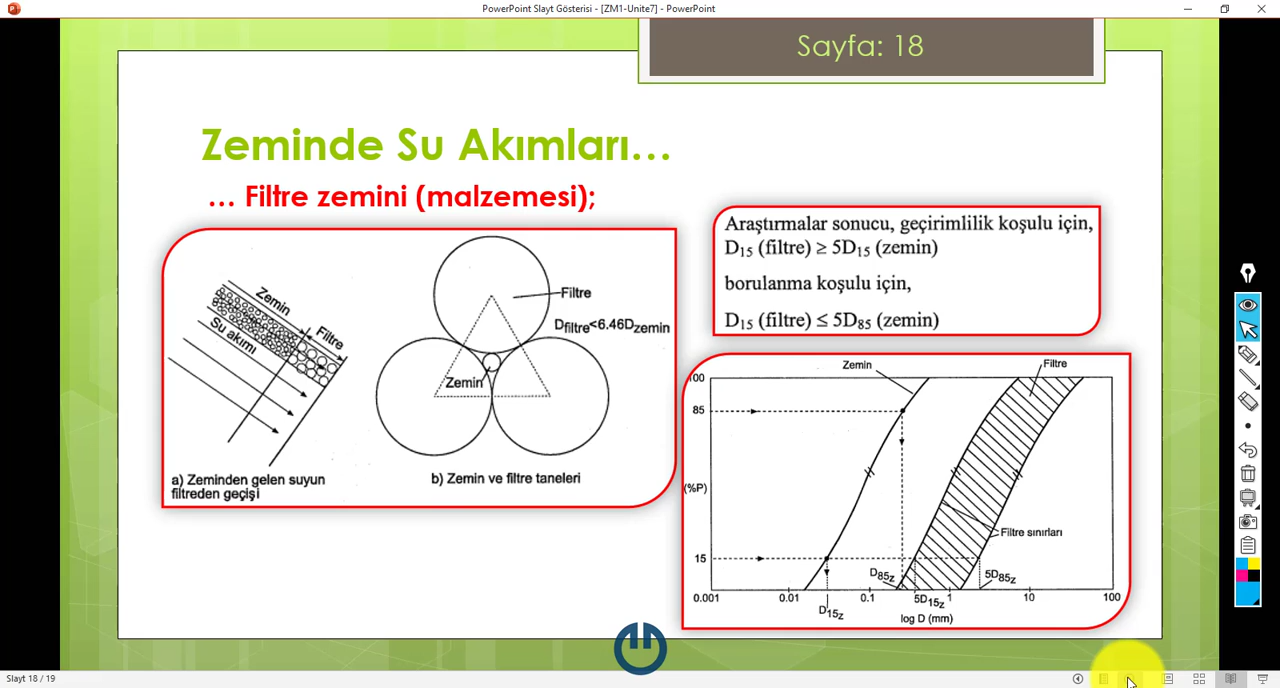 PowerPoint Slayt Gösterisi - [ZM1-Unite7] - PowerPoint
Sayfa: 18
Zeminde Su Akımları...
... Filtre zemini (malzemesi);
Zemin
Filtre
Su akımı
a) Zeminden gelen suyun
filtreden geçişi
Filtre
Dfiltre<6.46Dzemin
Zemin
b) Zemin ve filtre taneleri
Araştırmalar sonucu, geçirimlilik koşulu için,
D15 (filtre) ≥ 5D15 (zemin)
borulanma koşulu için,
D15 (filtre) ≤ 5D85 (zemin)
Zemin
Filtre
100
85
(%P)
Filtre sınırları
15
D85z
5D85z
0.001
0.01
0.1
5D15z
1
10
100
D15z
log D (mm)
Slayt 18 / 19